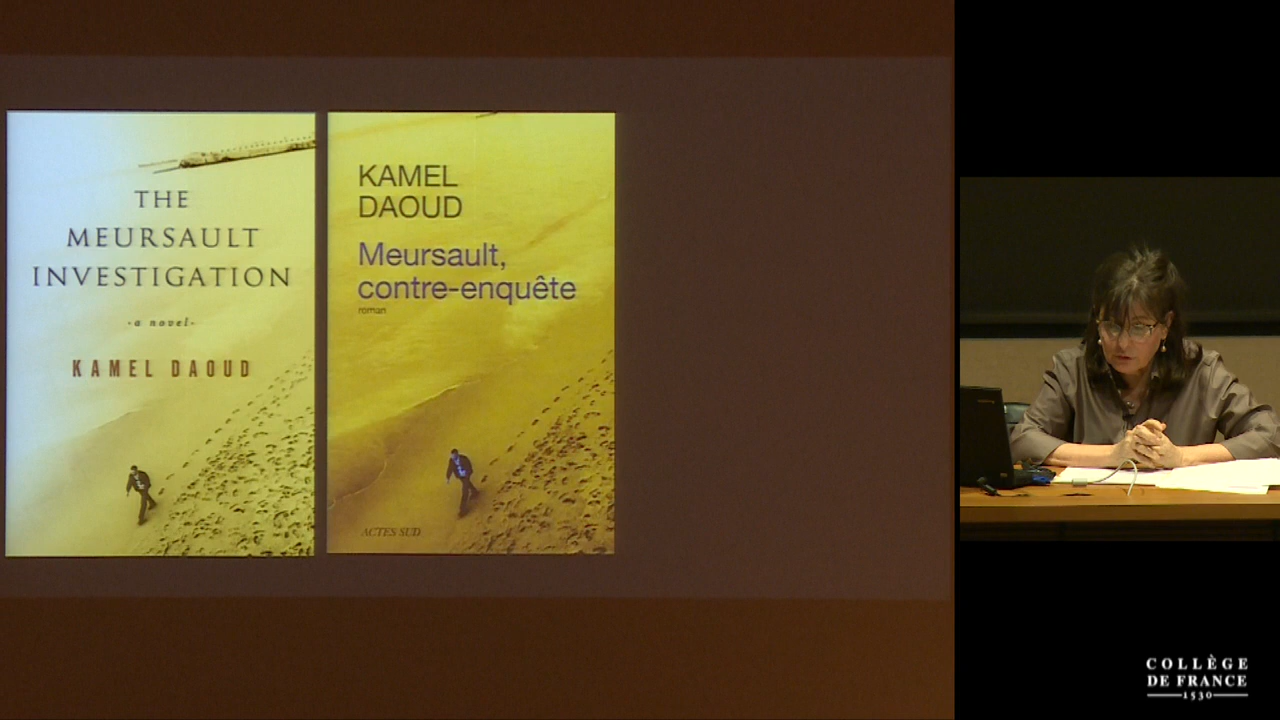 THE
MEURSAULT
INVESTIGATION
-a novel-
KAMEL DAOUD
KAMEL
DAOUD
Meursault,
contre-enquête
roman
ACTES SUD
COLLÈGE
DE FRANCE
1530